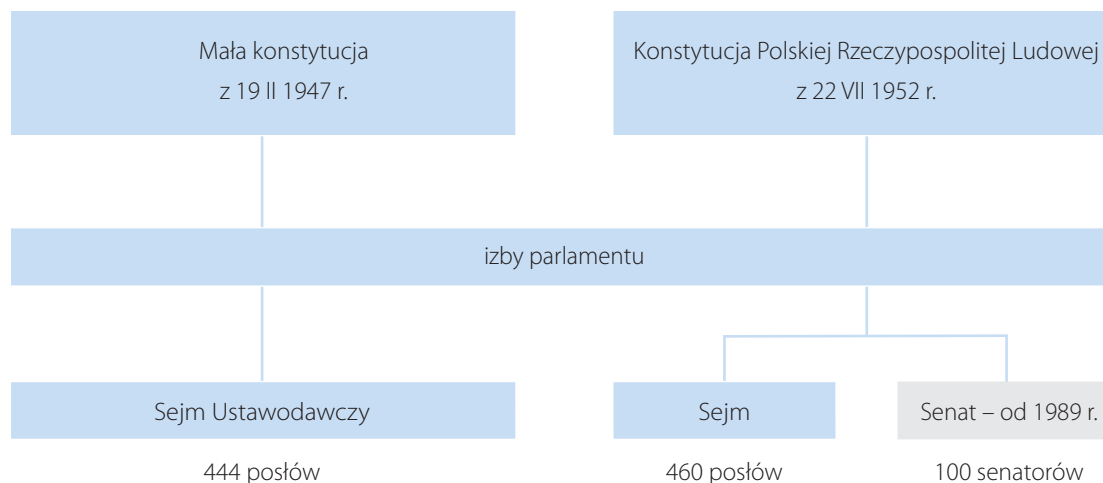 Mała konstytucja
z 19 II 1947 r.
Konstytucja Polskiej Rzeczypospolitej Ludowej
z 22 VII 1952 r.
izby parlamentu
Sejm Ustawodawczy
Sejm
Senat – od 1989 r.
444 posłów
460 posłów
100 senatorów